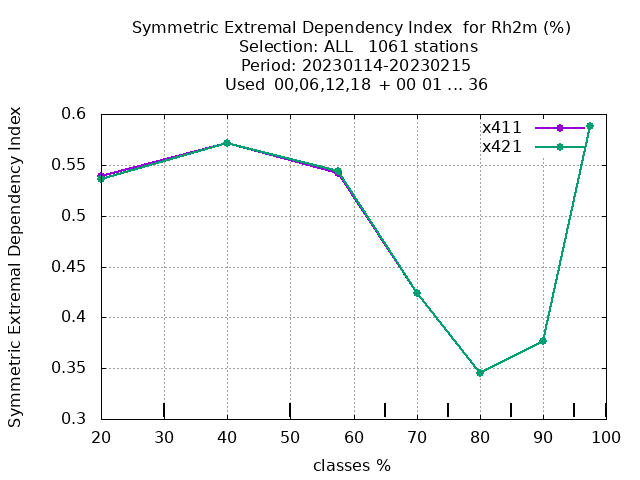 Symmetric Extremal Dependency Index  for Rh2m (%)
Selection: ALL   1061 stations
Period: 20230114-20230215
Used  00,06,12,18  + 00 01 ... 36
Symmetric Extremal Dependency Index
0.6
0.55
0.5
0.45
0.4
0.35
0.3
x411
x421
20 30 40 50 60 70 80 90 100
classes %